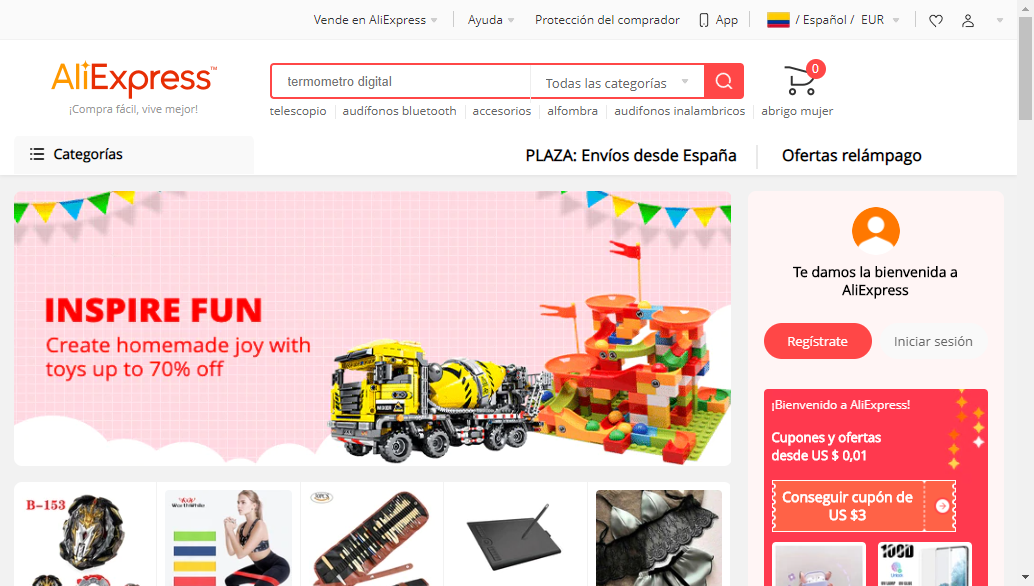 Vende en AliExpress
Ayuda
Protección del comprador
App
/ Español / EUR
AliExpress™
¡Compra fácil, vive mejor!
termometro digital
Todas las categorías
0
telescopio
audífonos bluetooth
accesorios
alfombra
audifonos inalambricos
abrigo mujer
Categorías
PLAZA: Envíos desde España
Ofertas relámpago
INSPIRE FUN
Create homemade joy with
toys up to 70% off
Te damos la bienvenida a
AliExpress
Regístrate
Iniciar sesión
¡Bienvenido a AliExpress!
Cupones y ofertas
desde US $ 0,01
Conseguir cupón de
US $3
B-153